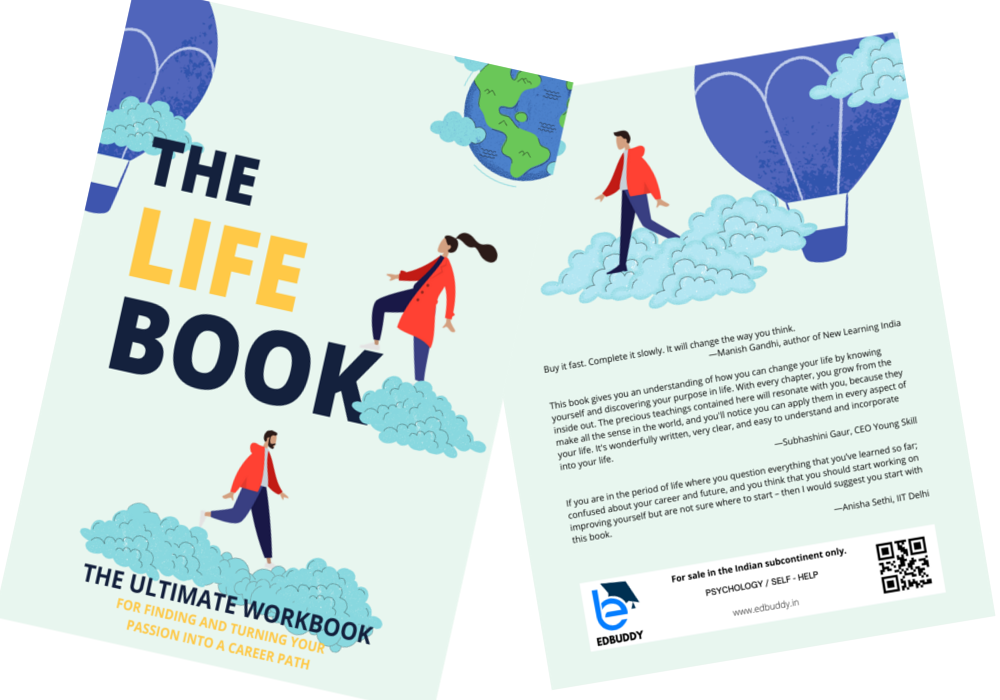 THE
LIFE
BOOK
THE ULTIMATE WORKBOOK
FOR FINDING AND TURNING YOUR
PASSION INTO A CAREER PATH
Buy it fast. Complete it slowly. It will change the way you think.
—Manish Gandhi, author of New Learning India
This book gives you an understanding of how you can change your life by knowing
yourself and discovering your purpose in life. With every chapter, you grow from the
inside out. The precious teachings contained here will resonate with you, because they
make all the sense in the world, and you'll notice you can apply them in every aspect of
your life. It's wonderfully written, very clear, and easy to understand and incorporate
into your life.
—Subhashini Gaur, CEO Young Skill
If you are in the period of life where you question everything that you've learned so far;
confused about your career and future, and you think that you should start working on
improving yourself but are not sure where to start – then I would suggest you start with
this book.
—Anisha Sethi, IIT Delhi
For sale in the Indian subcontinent only.
PSYCHOLOGY / SELF - HELP
www.edbuddy.in
EDBUDDY